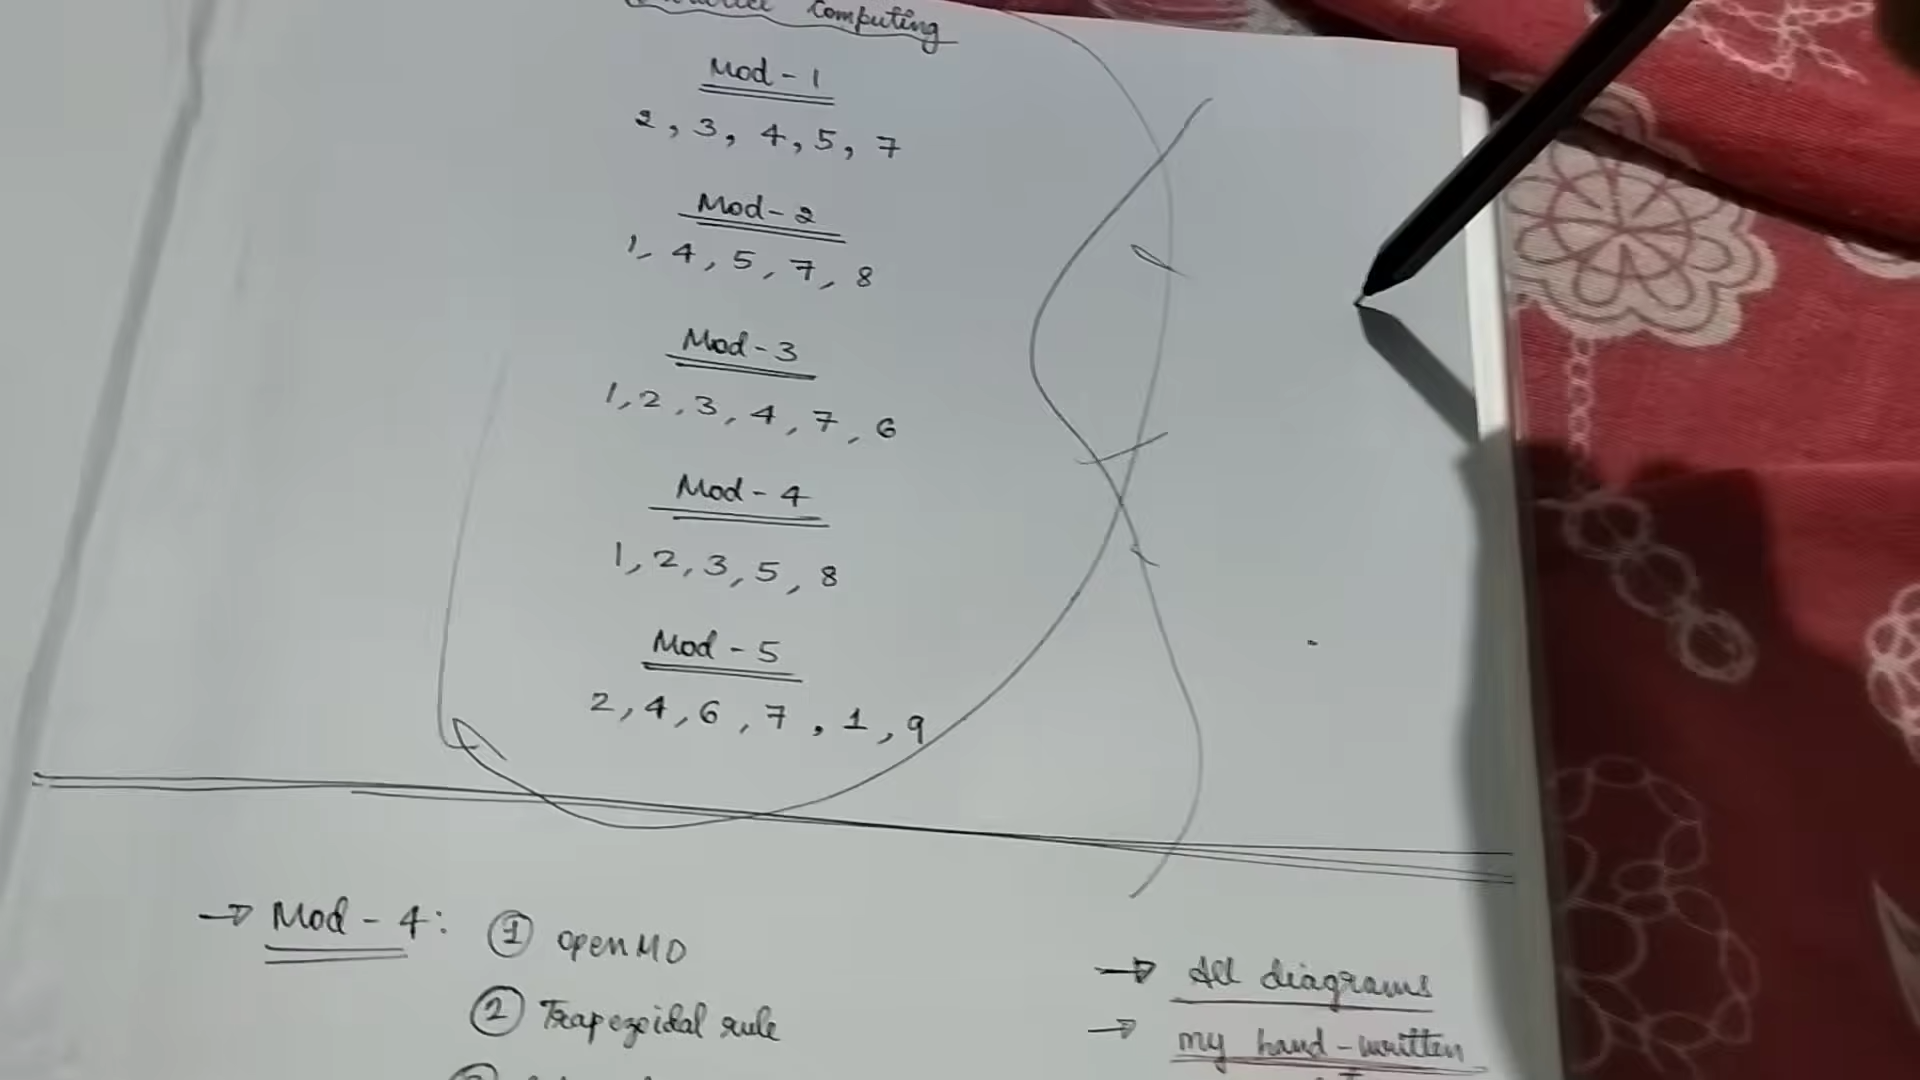 Computing
Mod - 1
2, 3, 4, 5, 7
Mod - 2
1, 4, 5, 7, 8
Mod - 3
1, 2, 3, 4, 7, 6
Mod - 4
1, 2, 3, 5, 8
Mod - 5
2, 4, 6, 7, 1, 9
→ Mod - 4: ① openMD
② Trapezoidal rule
→ All diagrams
→ my hand-written